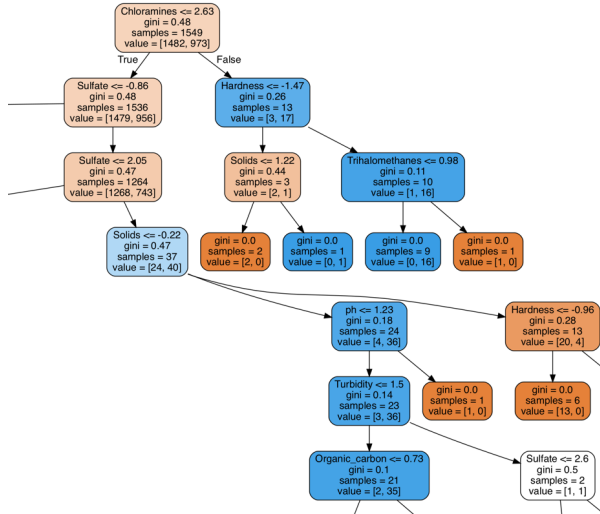 Chloramines <= 2.63
gini = 0.48
samples = 1549
value = [1482, 973]
True
False
Sulfate <= -0.86
gini = 0.48
samples = 1536
value = [1479, 956]
Hardness <= -1.47
gini = 0.26
samples = 13
value = [3, 17]
Sulfate <= 2.05
gini = 0.47
samples = 1264
value = [1268, 743]
Solids <= 1.22
gini = 0.44
samples = 3
value = [2, 1]
Trihalomethanes <= 0.98
gini = 0.11
samples = 10
value = [1, 16]
Solids <= -0.22
gini = 0.47
samples = 37
value = [24, 40]
gini = 0.0
samples = 2
value = [2, 0]
gini = 0.0
samples = 1
value = [0, 1]
gini = 0.0
samples = 9
value = [0, 16]
gini = 0.0
samples = 1
value = [1, 0]
ph <= 1.23
gini = 0.18
samples = 24
value = [4, 36]
Hardness <= -0.96
gini = 0.28
samples = 13
value = [20, 4]
Turbidity <= 1.5
gini = 0.14
samples = 23
value = [3, 36]
gini = 0.0
samples = 1
value = [1, 0]
gini = 0.0
samples = 6
value = [13, 0]
Organic_carbon <= 0.73
gini = 0.1
samples = 21
value = [2, 35]
Sulfate <= 2.6
gini = 0.5
samples = 2
value = [1, 1]